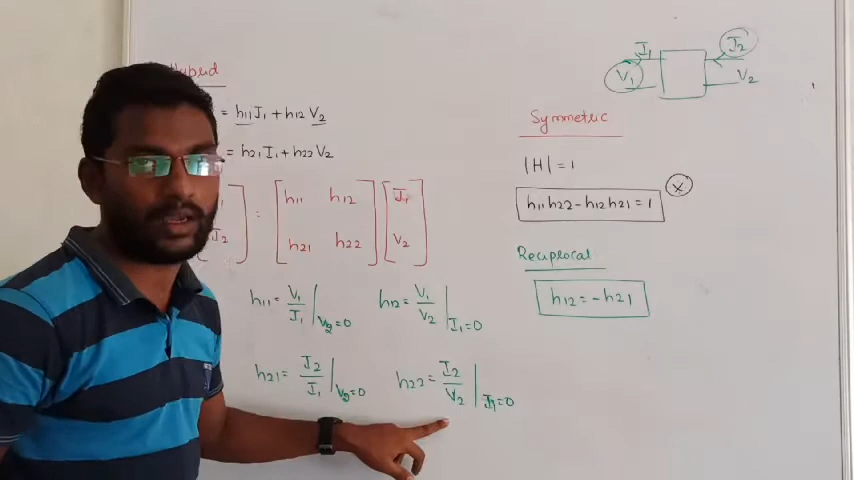 Hybrid
= h11 I1 + h12 V2
= h21 I1 + h22 V2
I2 = h11 h12 I1
h21 h22 V2
h11 = V1/I1 | V2=0 h12 = V1/V2 | I1=0
h21 = I2/I1 | V2=0 h22 = I2/V2 | I1=0
I1 I2
V1 V2
Symmetric
|H| = 1
h11 h22 - h12 h21 = 1 x
Reciplocal
h12 = -h21